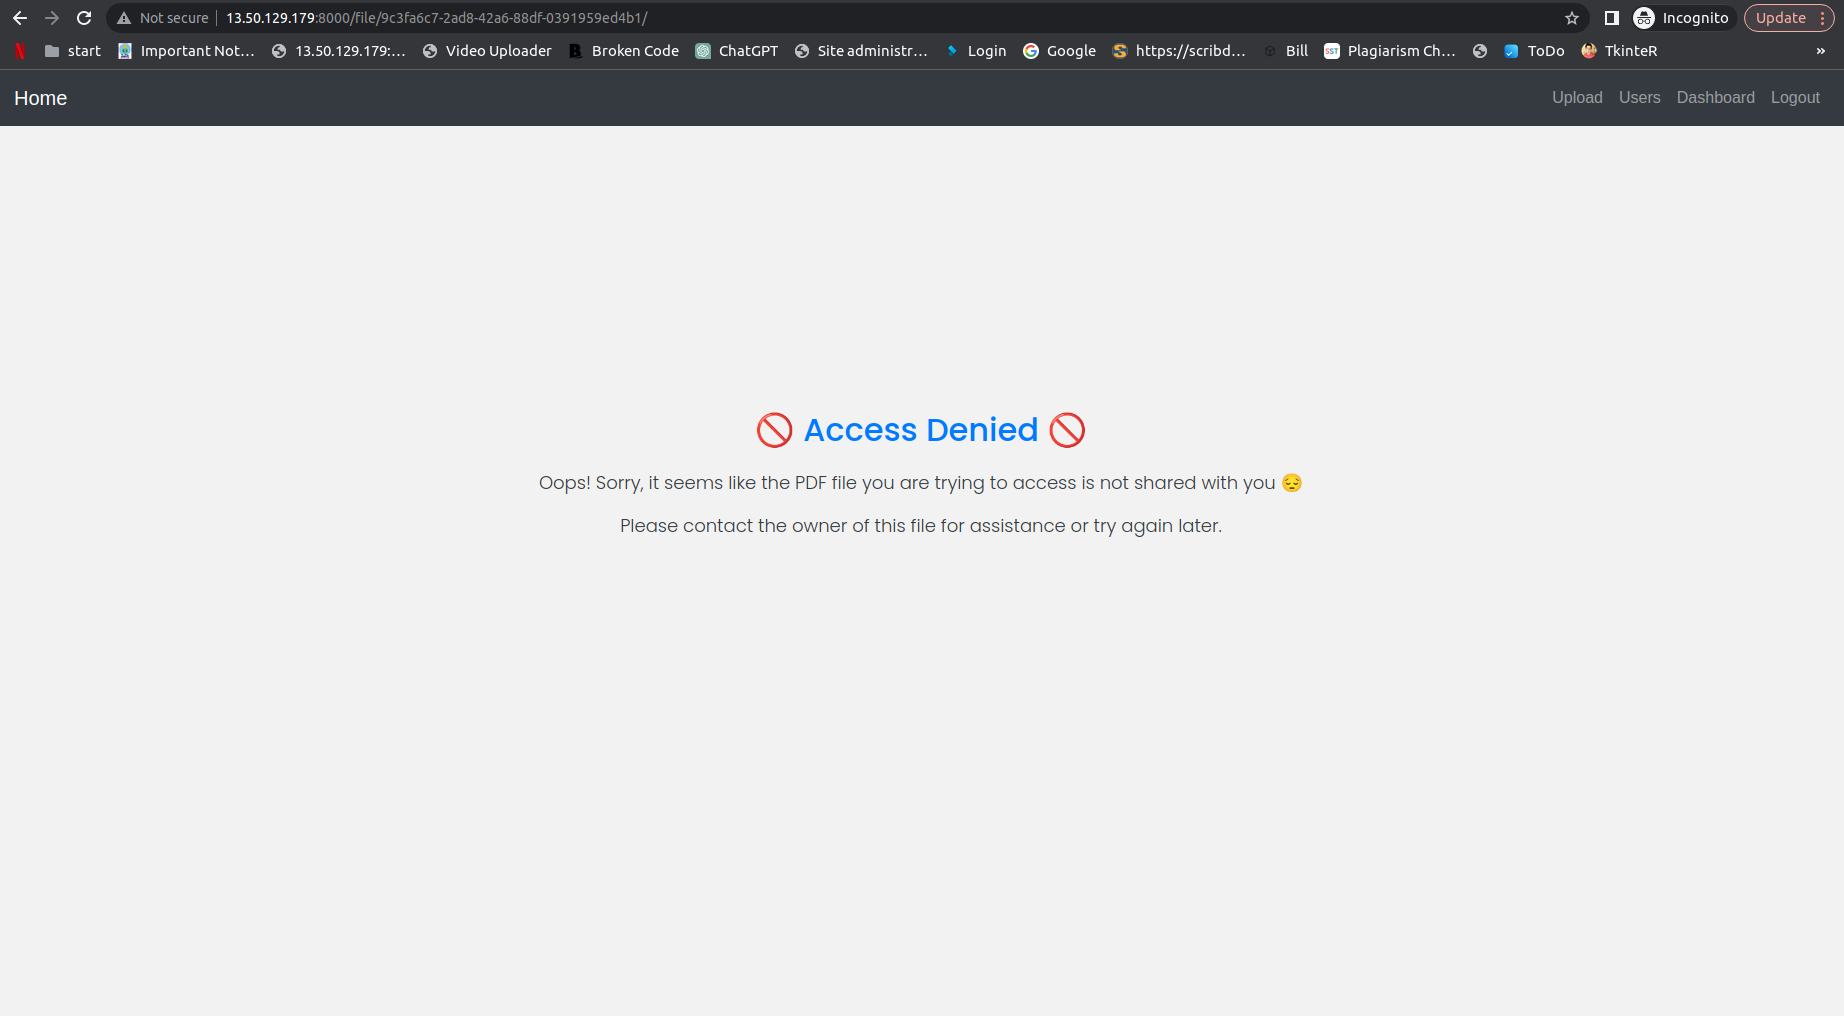 Not secure | 13.50.129.179:8000/file/9c3fa6c7-2ad8-42a6-88df-0391959ed4b1/ Incognito Update
start Important Not... 13.50.129.179:... Video Uploader Broken Code ChatGPT Site administr... Login Google https://scribd... Bill SST Plagiarism Ch... ToDo TkinteR »
Home Upload Users Dashboard Logout
🚫 Access Denied 🚫
Oops! Sorry, it seems like the PDF file you are trying to access is not shared with you 😔
Please contact the owner of this file for assistance or try again later.